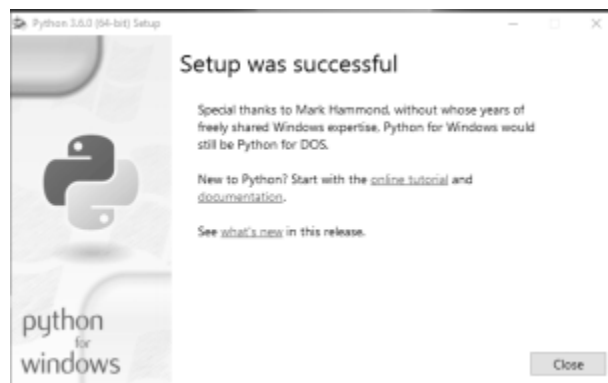 Python 3.6.0 (64-bit) Setup
Setup was successful
Special thanks to Mark Hammond, without whose years of
freely shared Windows expertise, Python for Windows would
still be Python for DOS.
New to Python? Start with the online tutorial and
documentation.
See what's new in this release.
python
for
windows
Close